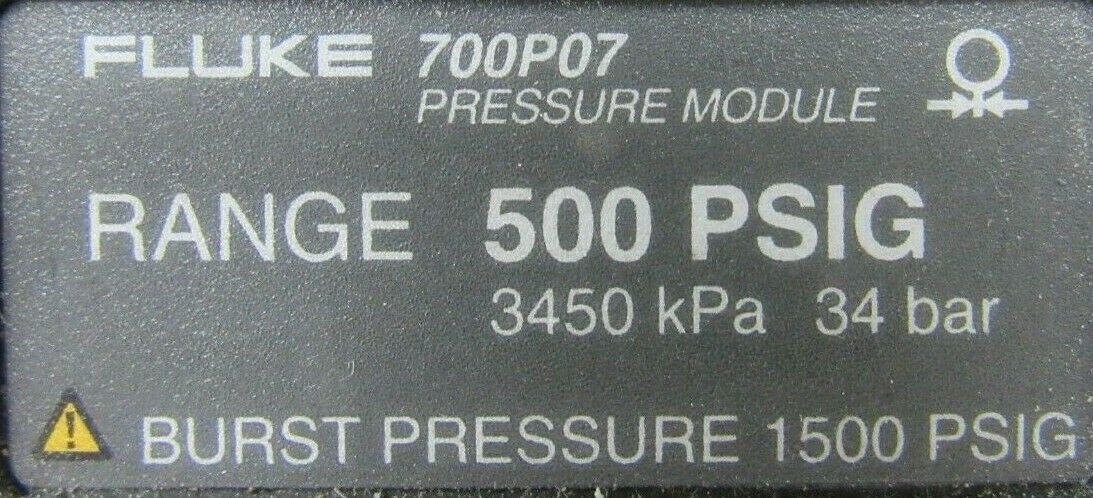 FLUKE 700P07
PRESSURE MODULE
RANGE 500 PSIG
3450 kPa 34 bar
BURST PRESSURE 1500 PSIG